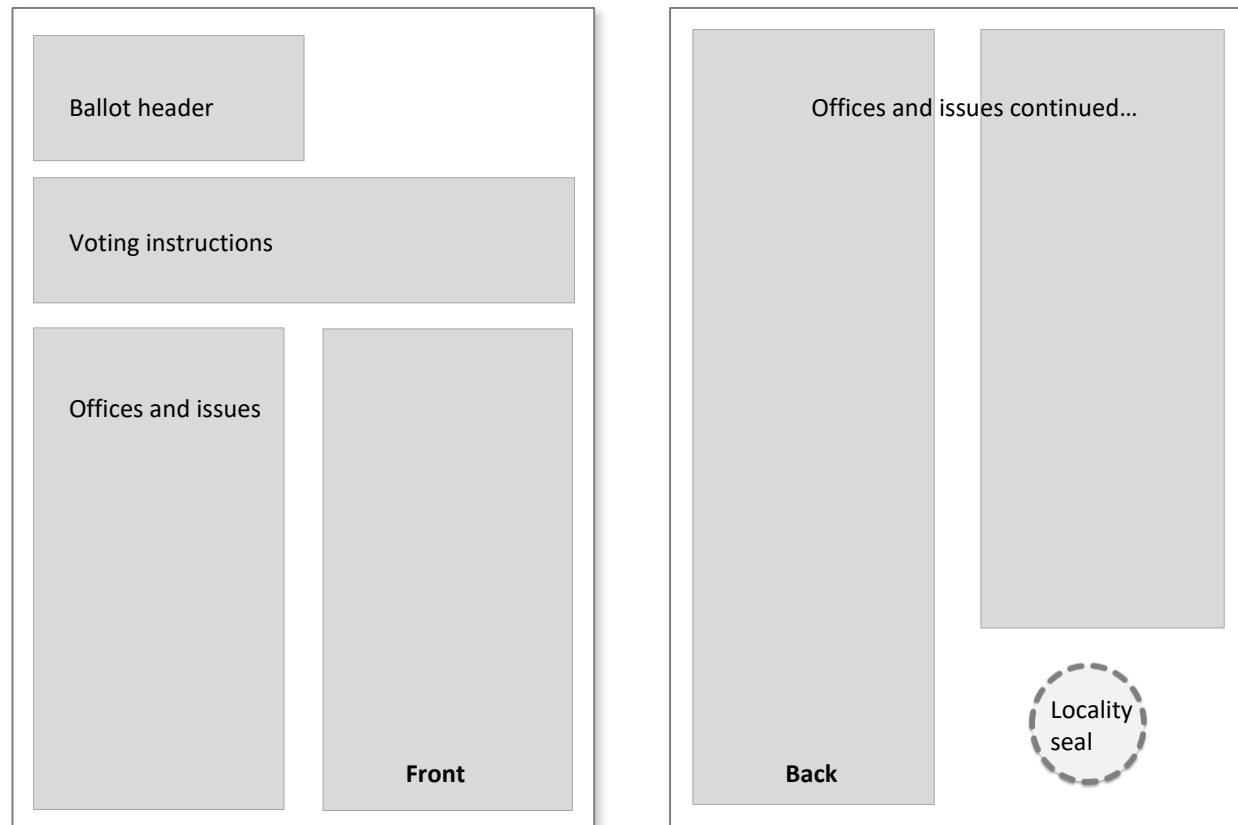 Ballot header
Voting instructions
Offices and issues
Front
Offices and issues continued…
Locality
seal
Back